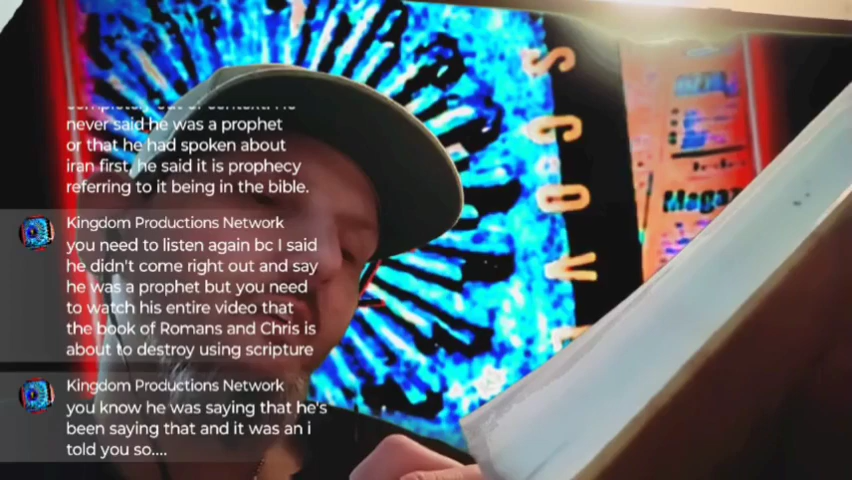 never said he was a prophet
or that he had spoken about
iran first, he said it is prophecy
referring to it being in the bible.
Kingdom Productions Network
you need to listen again bc I said
he didn't come right out and say
he was a prophet but you need
to watch his entire video that
the book of Romans and Chris is
about to destroy using scripture
Kingdom Productions Network
you know he was saying that he's
been saying that and it was an i
told you so....